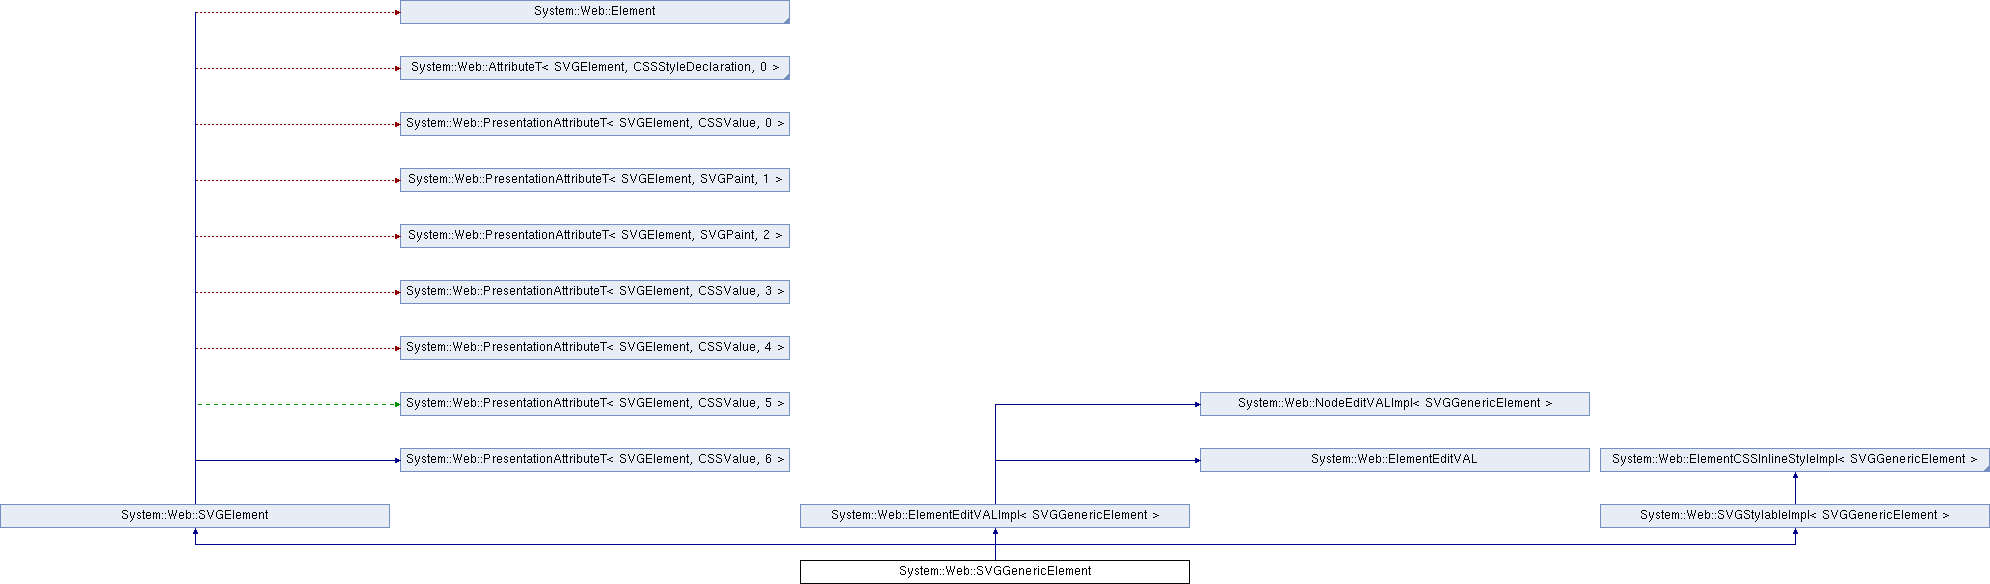 System::Web::Element
System::Web::AttributeT< SVGElement, CSSStyleDeclaration, 0 >
System::Web::PresentationAttributeT< SVGElement, CSSValue, 0 >
System::Web::PresentationAttributeT< SVGElement, SVGPaint, 1 >
System::Web::PresentationAttributeT< SVGElement, SVGPaint, 2 >
System::Web::PresentationAttributeT< SVGElement, CSSValue, 3 >
System::Web::PresentationAttributeT< SVGElement, CSSValue, 4 >
System::Web::PresentationAttributeT< SVGElement, CSSValue, 5 >
System::Web::NodeEditVALImpl< SVGGenericElement >
System::Web::PresentationAttributeT< SVGElement, CSSValue, 6 >
System::Web::ElementEditVAL
System::Web::ElementCSSInlineStyleImpl< SVGGenericElement >
System::Web::SVGElement
System::Web::ElementEditVALImpl< SVGGenericElement >
System::Web::SVGStylableImpl< SVGGenericElement >
System::Web::SVGGenericElement